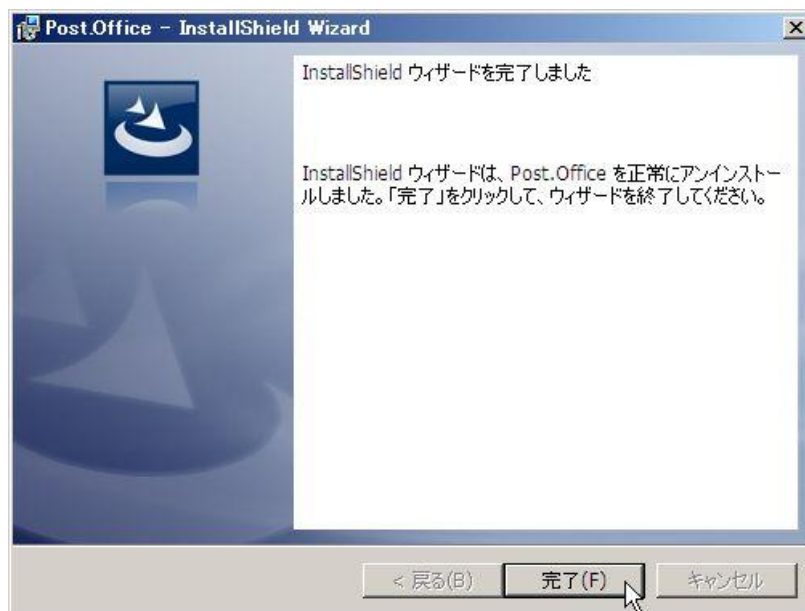 Post.Office - InstallShield Wizard
InstallShield ウィザードを完了しました
InstallShield ウィザードは、Post.Office を正常にアンインストー
ルしました。「完了」をクリックして、ウィザードを終了してください。
< 戻る(B)
完了(F)
キャンセル